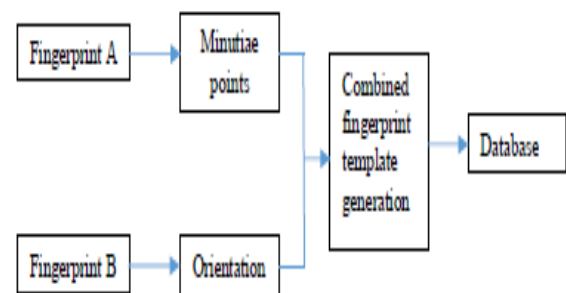 Fingerprint A
Minutiae
points
Combined
fingerprint
template
generation
Database
Fingerprint B
Orientation